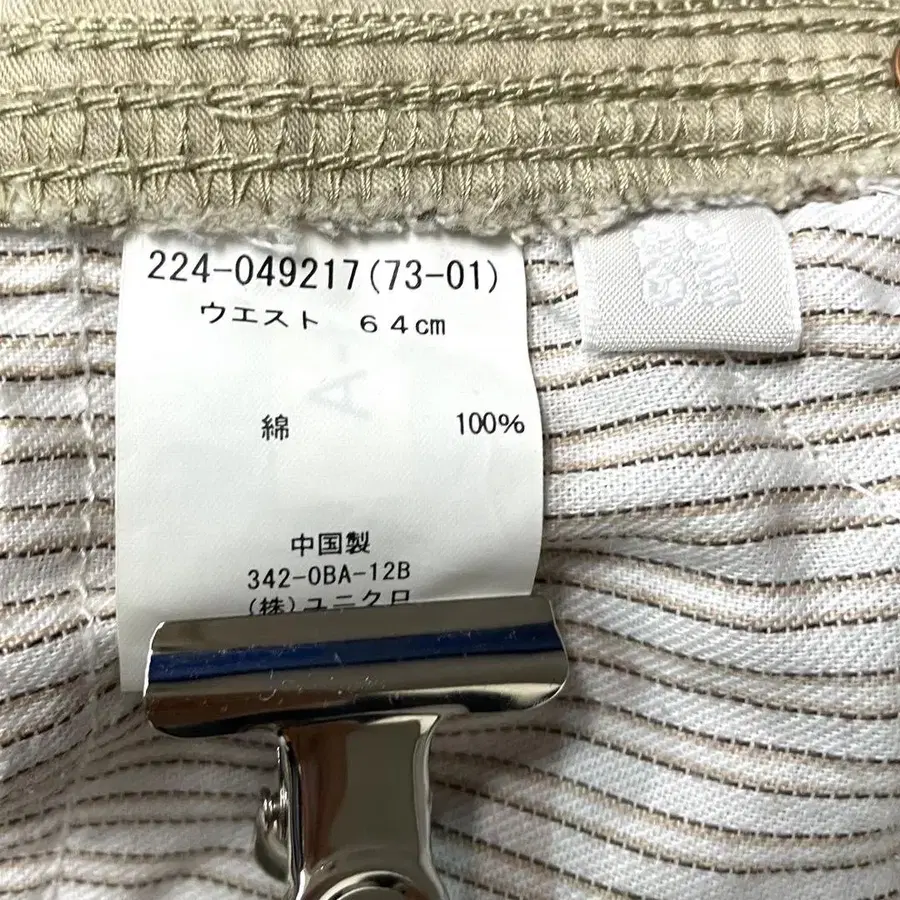 224-049217(73-01)
ウエスト 64cm
綿 100%
中国製
342-0BA-12B
(株)ユニクロ